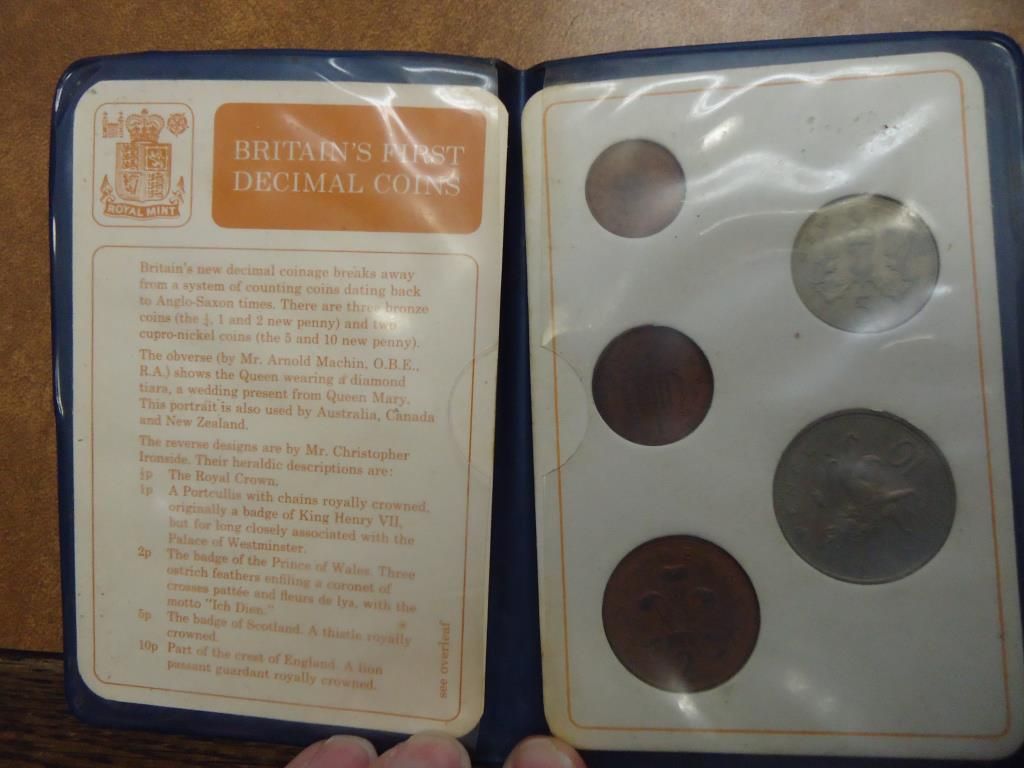 ROYAL MINT
BRITAIN'S FIRST
DECIMAL COINS
Britain's new decimal coinage breaks away
from a system of counting coins dating back
to Anglo-Saxon times. There are three bronze
coins (the ½, 1 and 2 new penny) and two
cupro-nickel coins (the 5 and 10 new penny).
The obverse (by Mr. Arnold Machin, O.B.E.,
R.A.) shows the Queen wearing a diamond
tiara, a wedding present from Queen Mary.
This portrait is also used by Australia, Canada
and New Zealand.
The reverse designs are by Mr. Christopher
Ironside. Their heraldic descriptions are:
½p The Royal Crown.
1p A Portcullis with chains royally crowned,
originally a badge of King Henry VII,
but for long closely associated with the
Palace of Westminster.
2p The badge of the Prince of Wales. Three
ostrich feathers enfiling a coronet of
crosses pattée and fleurs de lys, with the
motto "Ich Dien."
5p The badge of Scotland. A thistle royally
crowned.
10p Part of the crest of England. A lion
passant guardant royally crowned.
see overleaf
5
10
2